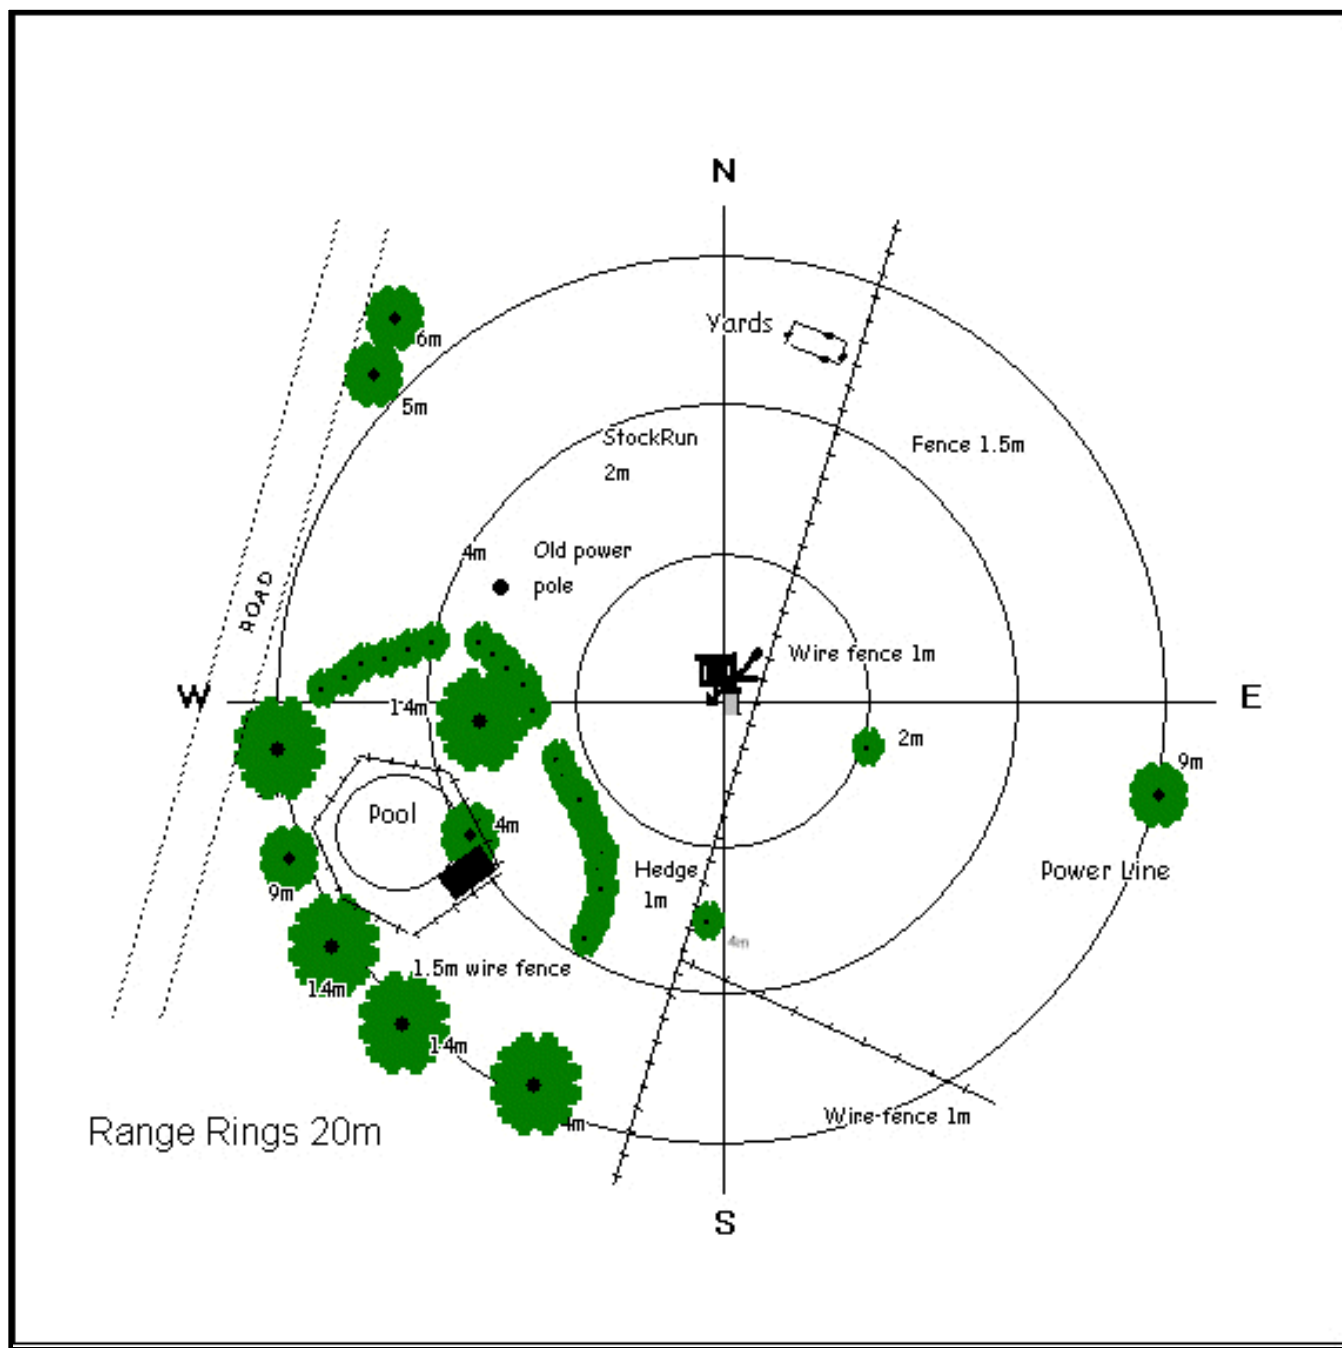 N
Yards
6m
5m
StockRun
2m
Fence 1.5m
4m
Old power
pole
ROAD
Wire fence 1m
W
14m
E
2m
9m
Pool
4m
Hedge
1m
Power Line
9m
4m
1.5m wire fence
14m
14m
Wire-fence 1m
Range Rings 20m
S